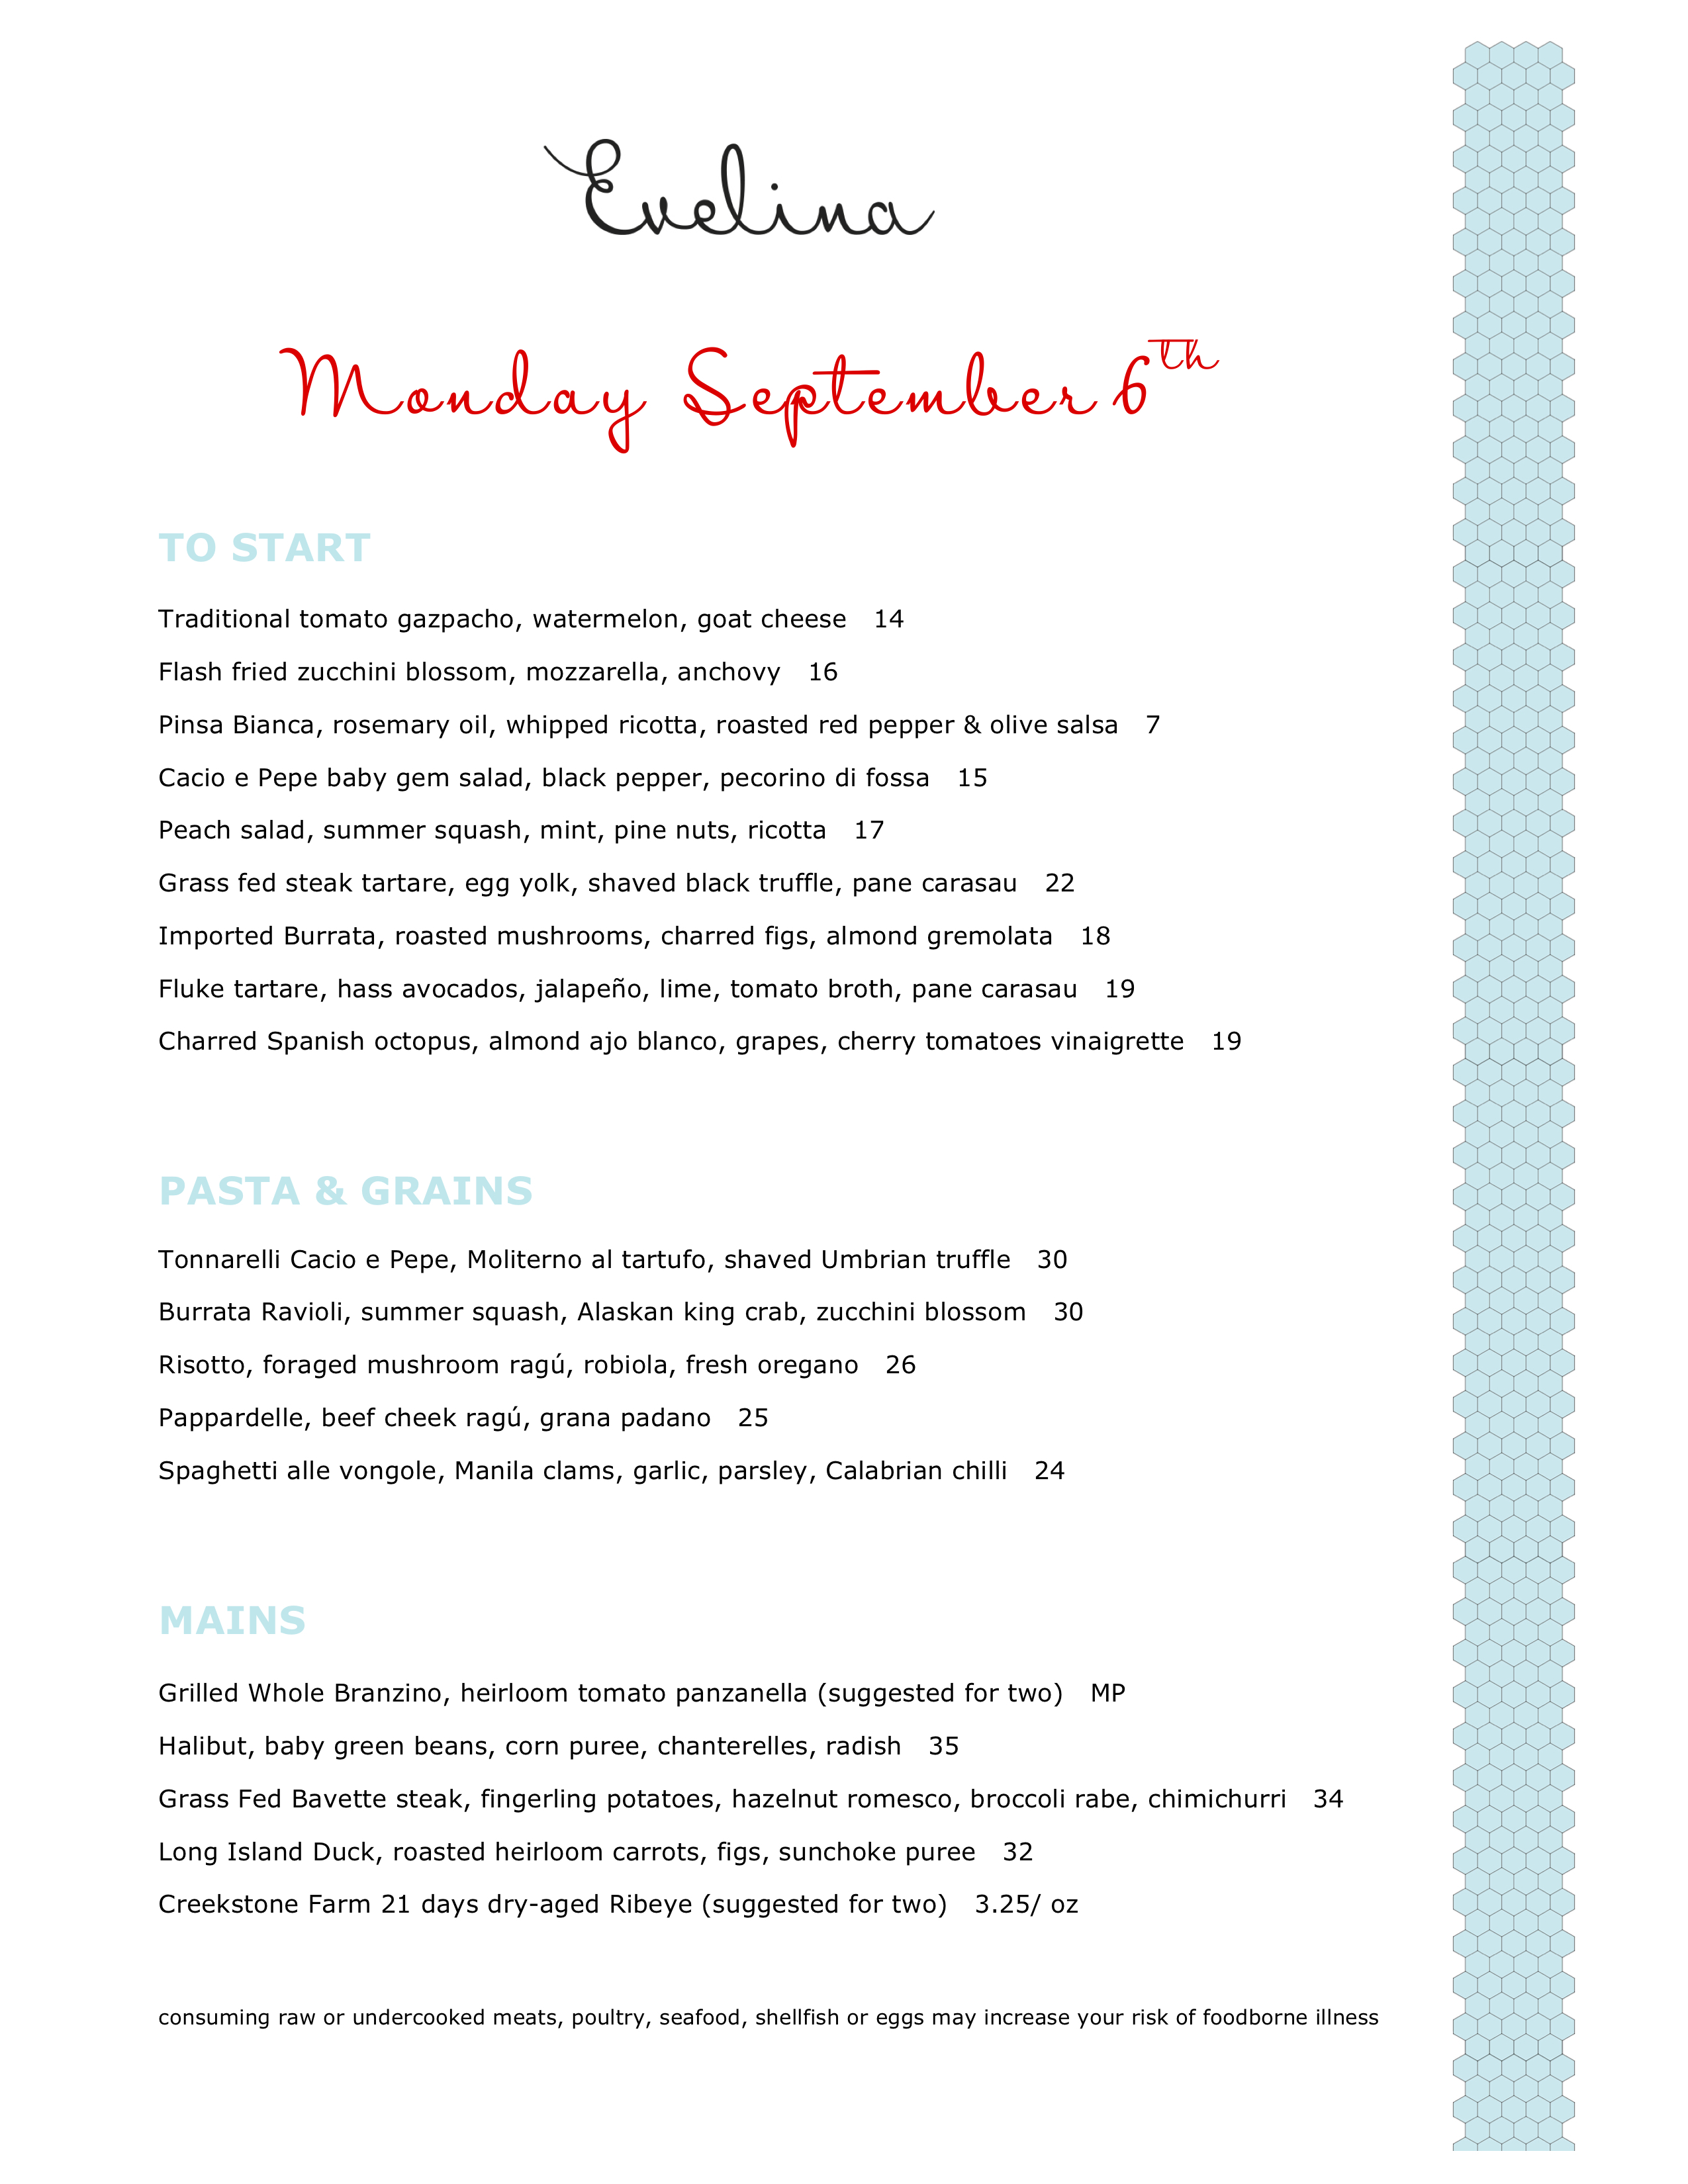 Evelina
Monday September 6th
TO START
Traditional tomato gazpacho, watermelon, goat cheese 14
Flash fried zucchini blossom, mozzarella, anchovy 16
Pinsa Bianca, rosemary oil, whipped ricotta, roasted red pepper & olive salsa 7
Cacio e Pepe baby gem salad, black pepper, pecorino di fossa 15
Peach salad, summer squash, mint, pine nuts, ricotta 17
Grass fed steak tartare, egg yolk, shaved black truffle, pane carasau 22
Imported Burrata, roasted mushrooms, charred figs, almond gremolata 18
Fluke tartare, hass avocados, jalapeño, lime, tomato broth, pane carasau 19
Charred Spanish octopus, almond ajo blanco, grapes, cherry tomatoes vinaigrette 19
PASTA & GRAINS
Tonnarelli Cacio e Pepe, Moliterno al tartufo, shaved Umbrian truffle 30
Burrata Ravioli, summer squash, Alaskan king crab, zucchini blossom 30
Risotto, foraged mushroom ragú, robiola, fresh oregano 26
Pappardelle, beef cheek ragú, grana padano 25
Spaghetti alle vongole, Manila clams, garlic, parsley, Calabrian chilli 24
MAINS
Grilled Whole Branzino, heirloom tomato panzanella (suggested for two) MP
Halibut, baby green beans, corn puree, chanterelles, radish 35
Grass Fed Bavette steak, fingerling potatoes, hazelnut romesco, broccoli rabe, chimichurri 34
Long Island Duck, roasted heirloom carrots, figs, sunchoke puree 32
Creekstone Farm 21 days dry-aged Ribeye (suggested for two) 3.25/ oz
consuming raw or undercooked meats, poultry, seafood, shellfish or eggs may increase your risk of foodborne illness